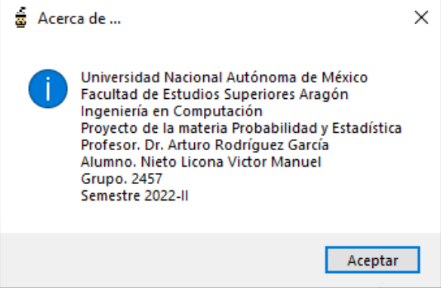 Acerca de ...
Universidad Nacional Autónoma de México
Facultad de Estudios Superiores Aragón
Ingeniería en Computación
Proyecto de la materia Probabilidad y Estadística
Profesor. Dr. Arturo Rodríguez García
Alumno. Nieto Licona Victor Manuel
Grupo. 2457
Semestre 2022-II
Aceptar